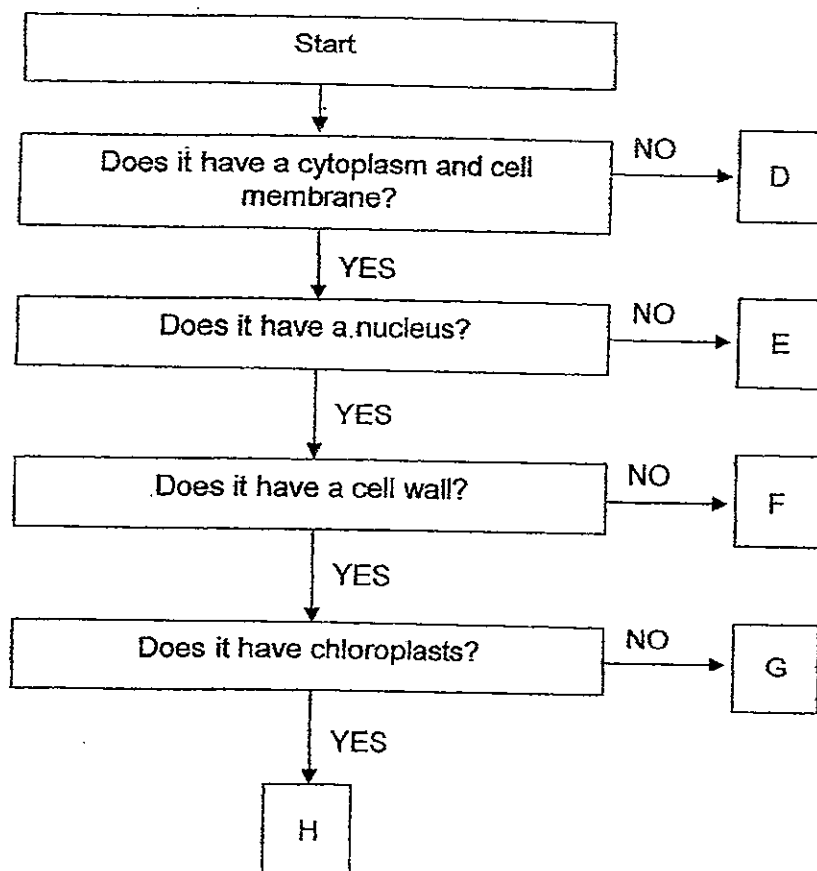 Start
Does it have a cytoplasm and cell
membrane?
NO
D
YES
Does it have a nucleus?
NO
E
YES
Does it have a cell wall?
NO
F
YES
Does it have chloroplasts?
NO
G
YES
H